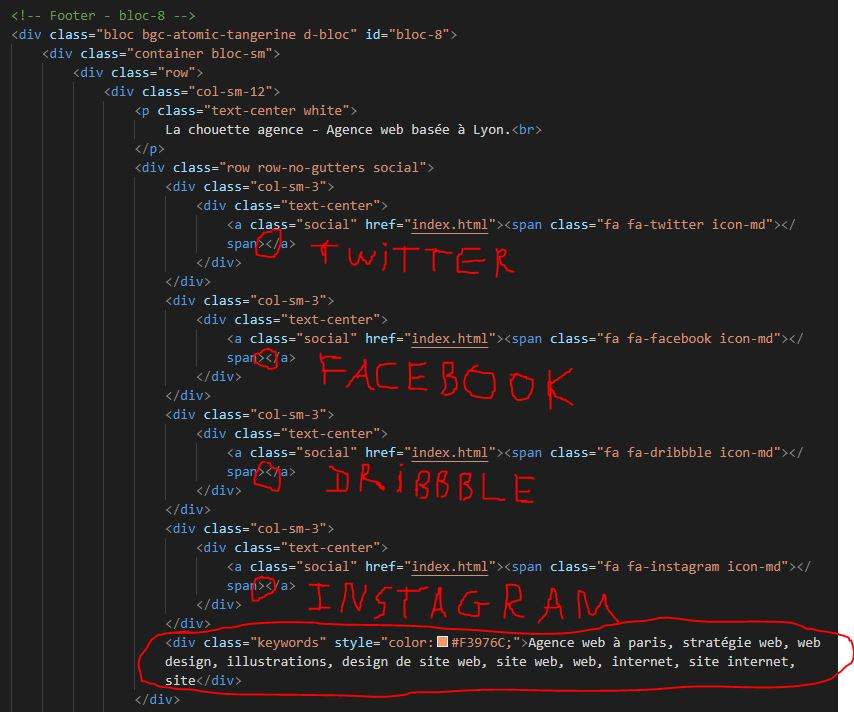 <!-- Footer - bloc-8 -->
<div class="bloc bgc-atomic-tangerine d-bloc" id="bloc-8">
<div class="container bloc-sm">
<div class="row">
<div class="col-sm-12">
<p class="text-center white">
La chouette agence - Agence web basée à Lyon.<br>
</p>
<div class="row row-no-gutters social">
<div class="col-sm-3">
<div class="text-center">
<a class="social" href="index.html"><span class="fa fa-twitter icon-md"></
span></a> TWiTTER
</div>
</div>
<div class="col-sm-3">
<div class="text-center">
<a class="social" href="index.html"><span class="fa fa-facebook icon-md"></
span></a> FACEBOOK
</div>
</div>
<div class="col-sm-3">
<div class="text-center">
<a class="social" href="index.html"><span class="fa fa-dribbble icon-md"></
span></a> DRiBBBLE
</div>
</div>
<div class="col-sm-3">
<div class="text-center">
<a class="social" href="index.html"><span class="fa fa-instagram icon-md"></
span></a> INSTAGRAM
</div>
</div>
<div class="keywords" style="color:#F3976C;">Agence web à paris, stratégie web, web
design, illustrations, design de site web, site web, web, internet, site internet,
site</div>
</div>